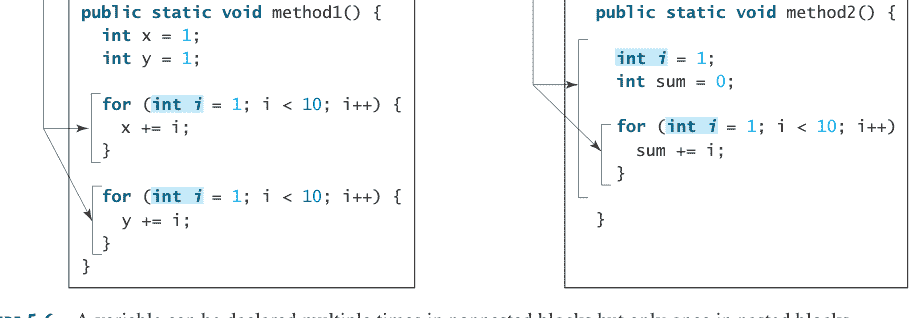 public static void method1() {
int x = 1;
int y = 1;
for (int i = 1; i < 10; i++) {
x += i;
}
for (int i = 1; i < 10; i++) {
y += i;
}
}
public static void method2() {
int i = 1;
int sum = 0;
for (int i = 1; i < 10; i++)
sum += i;
}
}
5.6 A variable can be declared multiple times in nonnested blocks but only once in nested blocks